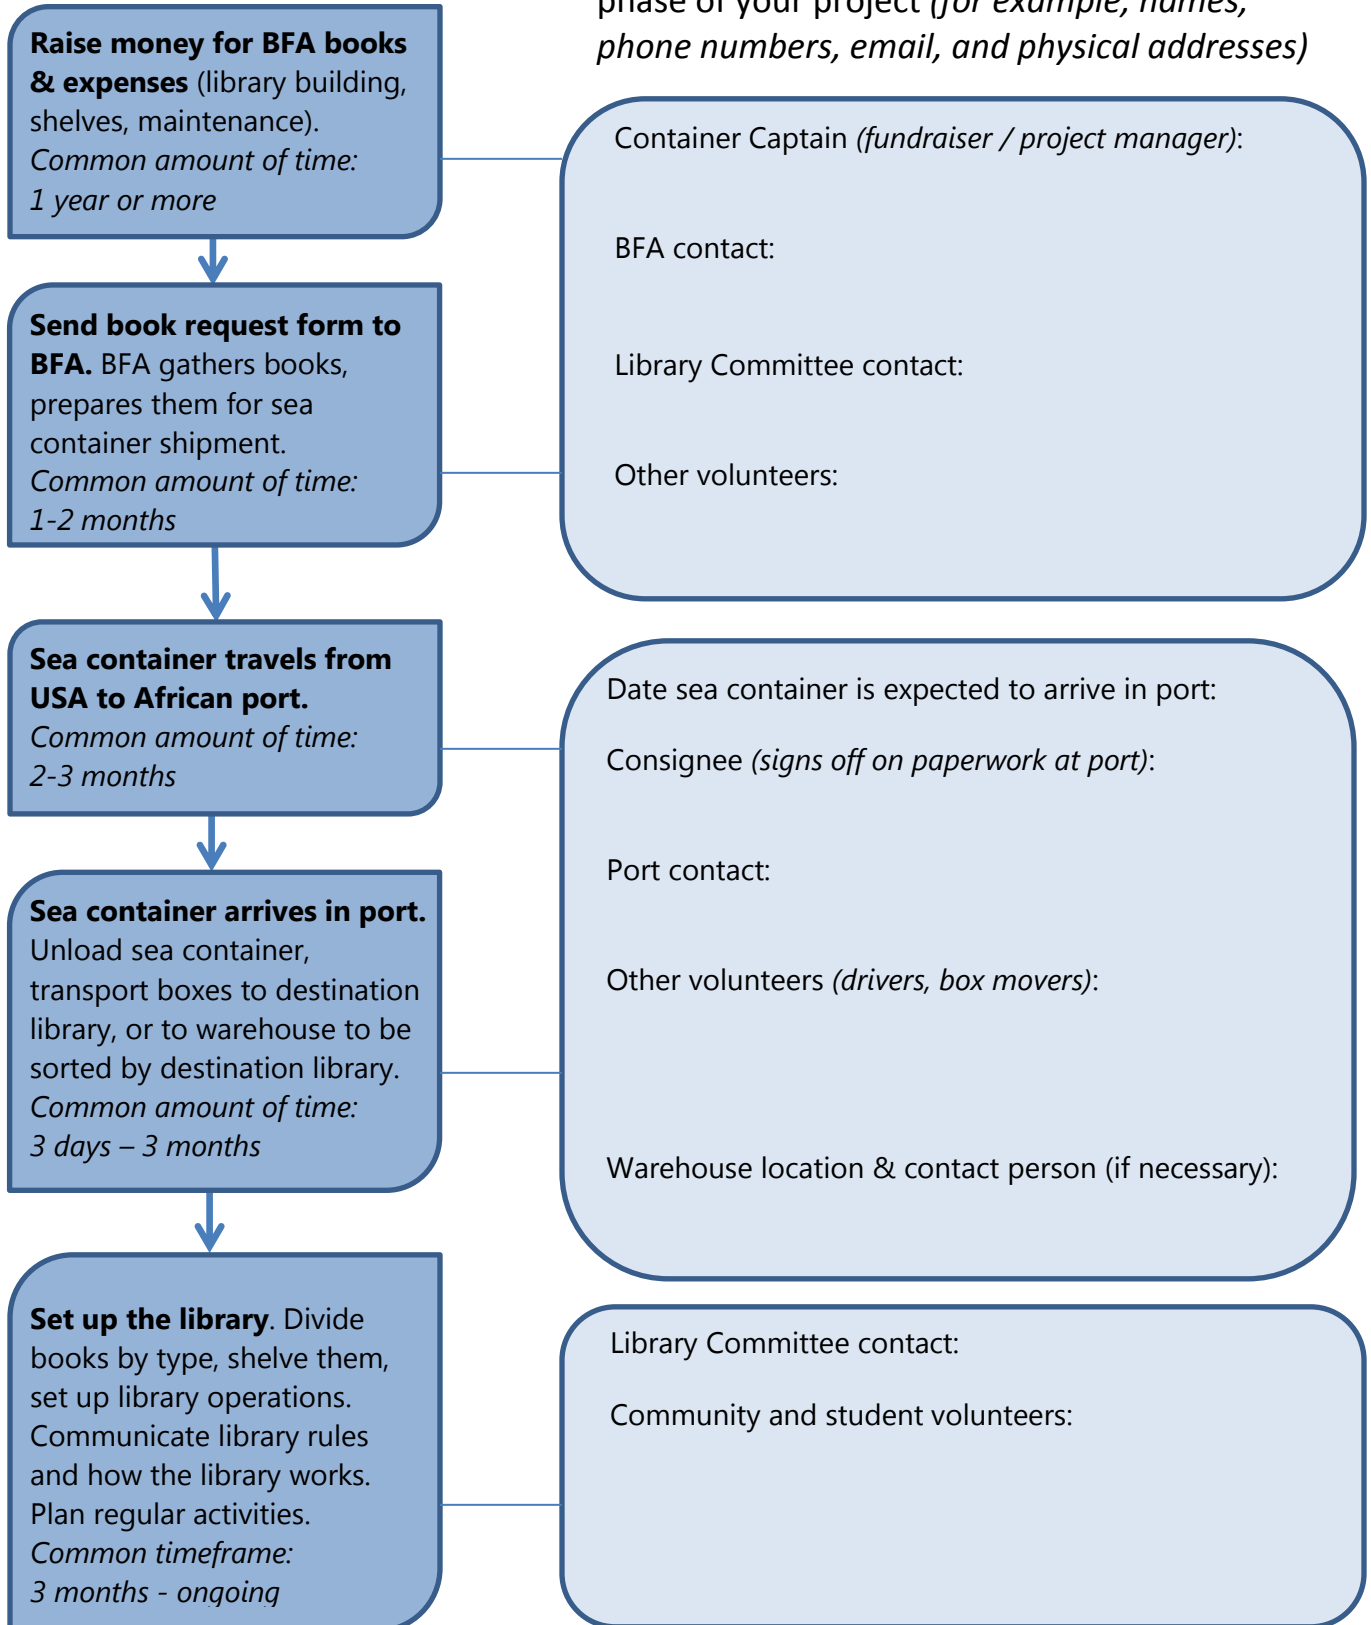 phase of your project (for example, names,
phone numbers, email, and physical addresses)
Raise money for BFA books
& expenses (library building,
shelves, maintenance).
Common amount of time:
1 year or more
Container Captain (fundraiser / project manager):
BFA contact:
Library Committee contact:
Other volunteers:
Send book request form to
BFA. BFA gathers books,
prepares them for sea
container shipment.
Common amount of time:
1-2 months
Sea container travels from
USA to African port.
Common amount of time:
2-3 months
Date sea container is expected to arrive in port:
Consignee (signs off on paperwork at port):
Port contact:
Other volunteers (drivers, box movers):
Warehouse location & contact person (if necessary):
Sea container arrives in port.
Unload sea container,
transport boxes to destination
library, or to warehouse to be
sorted by destination library.
Common amount of time:
3 days – 3 months
Set up the library. Divide
books by type, shelve them,
set up library operations.
Communicate library rules
and how the library works.
Plan regular activities.
Common timeframe:
3 months - ongoing
Library Committee contact:
Community and student volunteers: